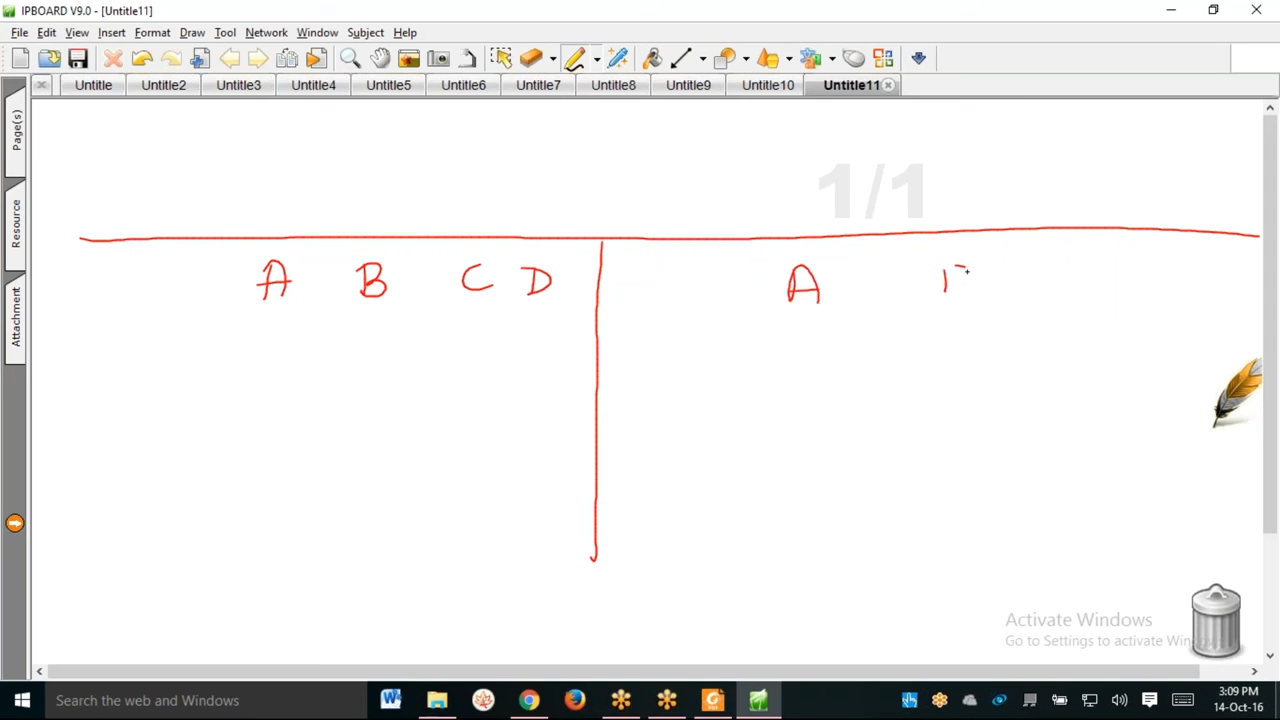 IPBOARD V9.0 - [Untitle11]
File Edit View Insert Format Draw Tool Network Window Subject Help
Untitle Untitle2 Untitle3 Untitle4 Untitle5 Untitle6 Untitle7 Untitle8 Untitle9 Untitle10 Untitle11
Page(s)
Resource
Attachment
1/1
A B C D A
Activate Windows
Go to Settings to activate Win
Search the web and Windows
3:09 PM
14-Oct-16